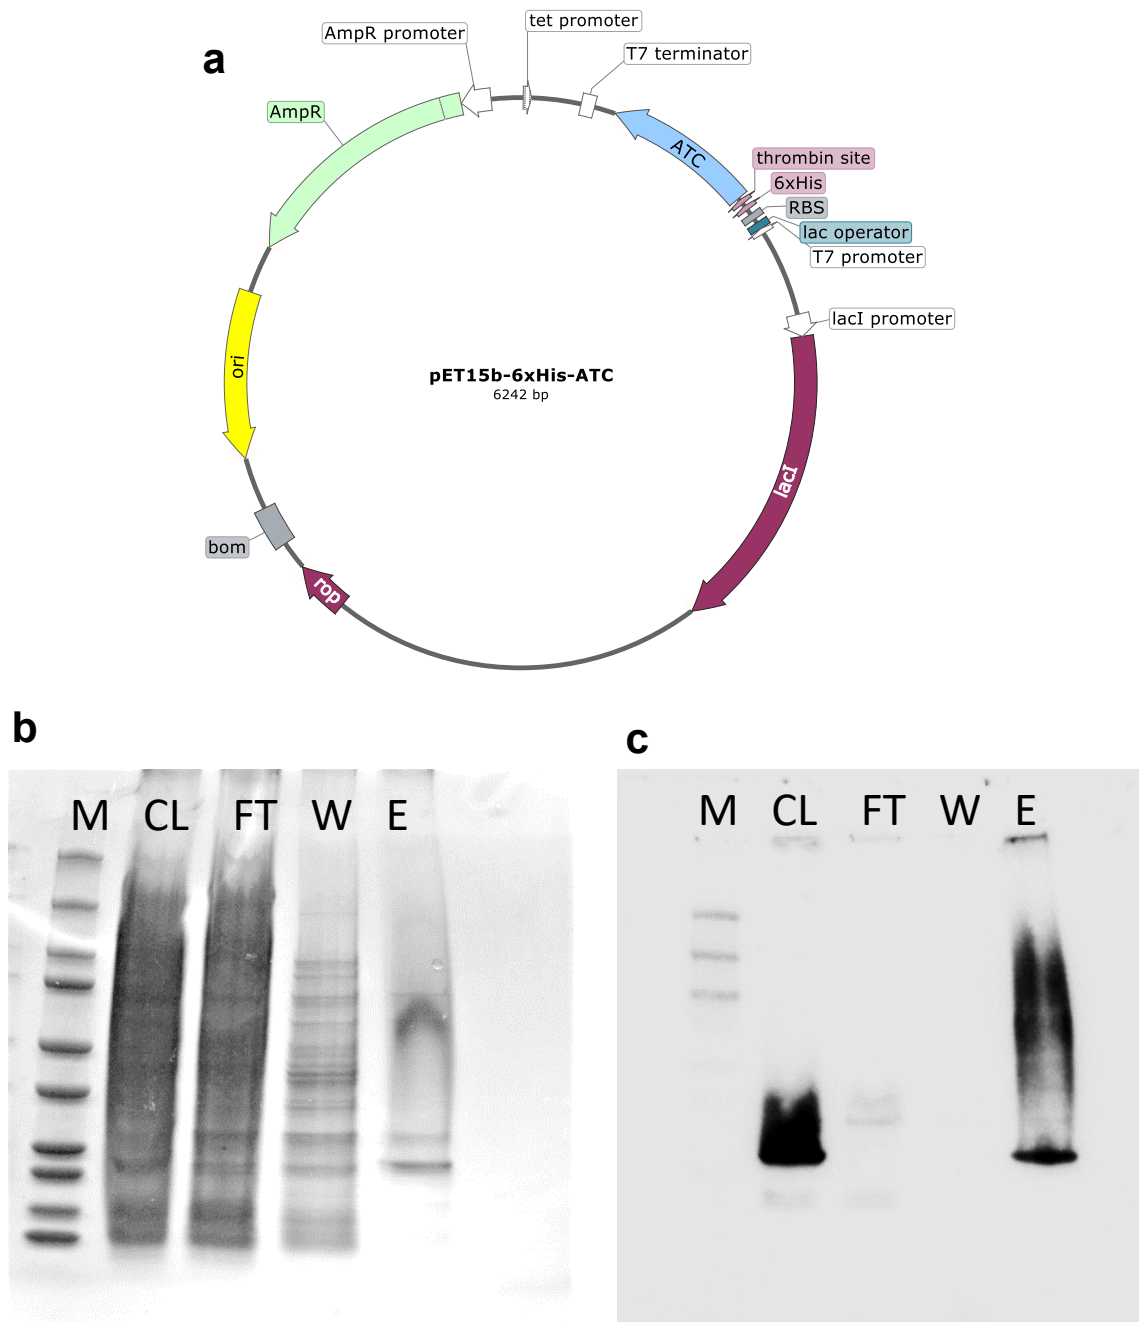 a
AmpR promoter
tet promoter
T7 terminator
AmpR
ATC
thrombin site
6xHis
RBS
lac operator
T7 promoter
lacI promoter
ori
pET15b-6xHis-ATC
6242 bp
lacI
bom
rop
b
M CL FT W E
c
M CL FT W E